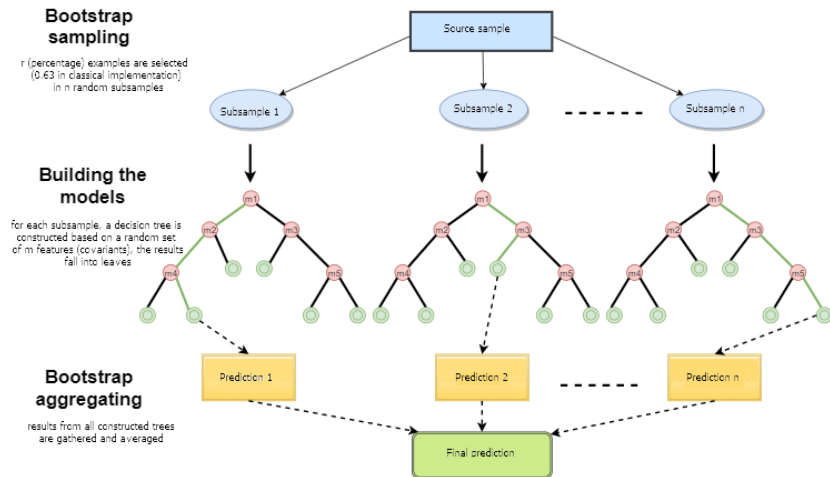 Bootstrap
sampling
r (percentage) examples are selected
(0.63 in classical implementation)
in n random subsamples
Source sample
Subsample 1
Subsample 2
Subsample n
Building the
models
for each subsample, a decision tree is
constructed based on a random set
of m features (covariants), the results
fall into leaves
m1
m2
m3
m4
m5
m1
m2
m3
m4
m5
m1
m2
m3
m4
m5
Bootstrap
aggregating
results from all constructed trees
are gathered and averaged
Prediction 1
Prediction 2
Prediction n
Final prediction